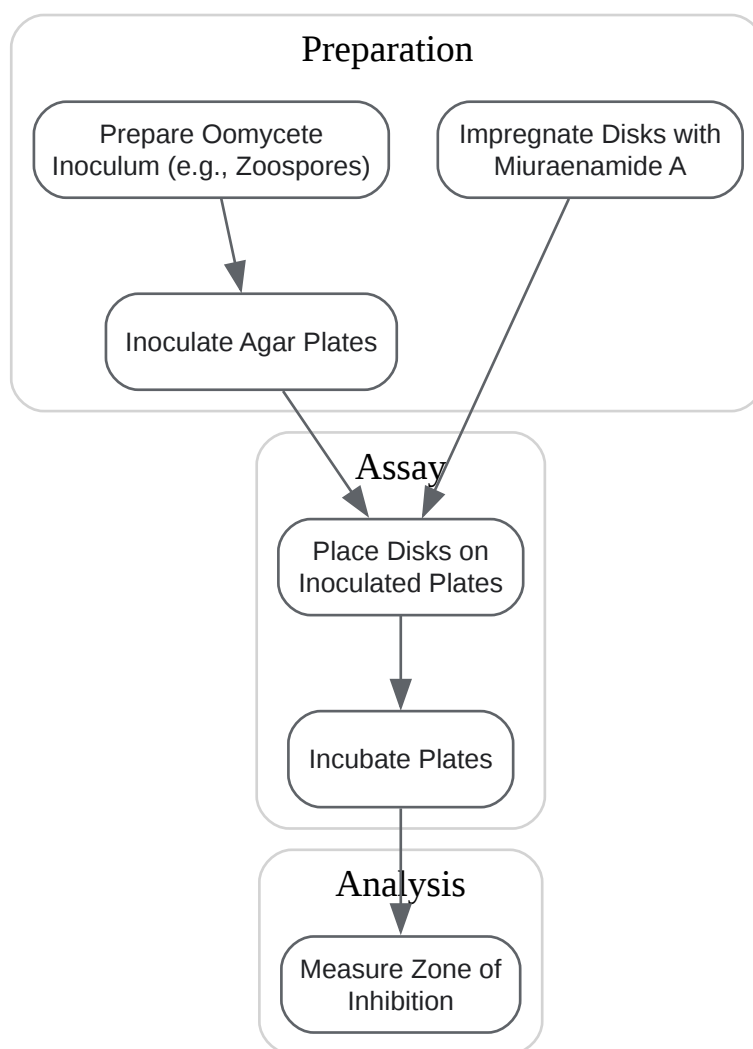 Preparation
Prepare Oomycete
Inoculum (e.g., Zoospores)
Impregnate Disks with
Miuraenamide A
Inoculate Agar Plates
Assay
Place Disks on
Inoculated Plates
Incubate Plates
Analysis
Measure Zone of
Inhibition